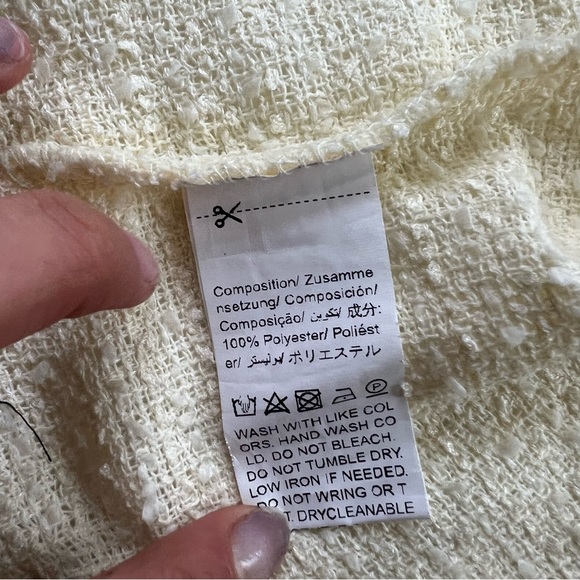 Composition/ Zusamme
nsetzung/ Composición/
Composição/ تكوين/ 成分:
100% Polyester/ Poliést
er/ بوليستر/ ポリエステル
WASH WITH LIKE COL
ORS. HAND WASH CO
LD. DO NOT BLEACH.
DO NOT TUMBLE DRY.
LOW IRON IF NEEDED.
DO NOT WRING OR T
T. DRYCLEANABLE